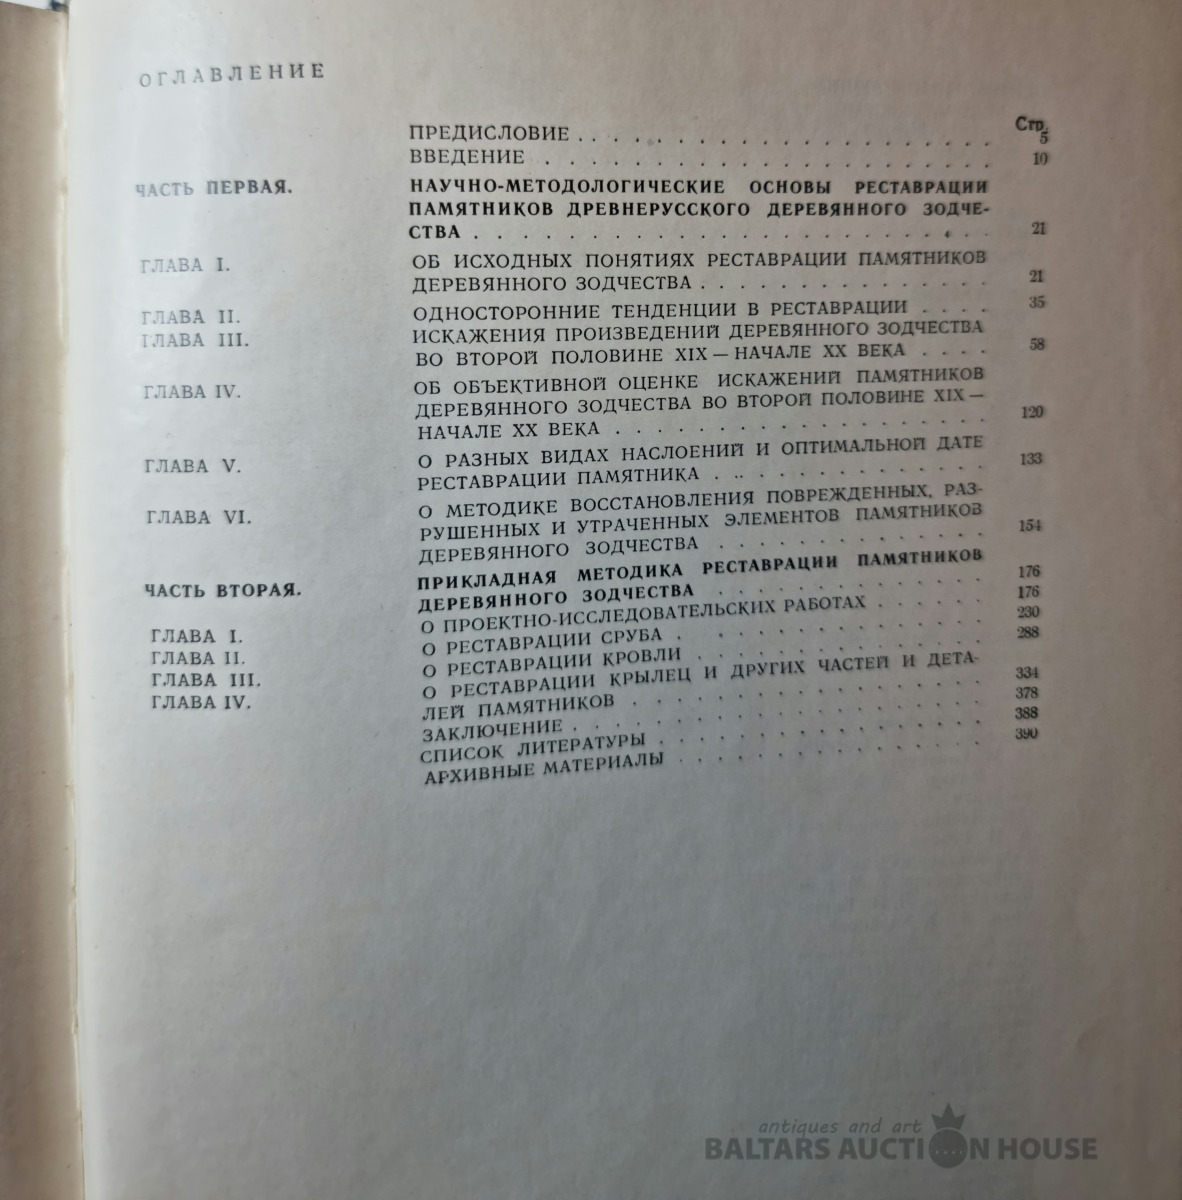 ОГЛАВЛЕНИЕ
Стр.
ПРЕДИСЛОВИЕ . . . . . . . . . . . . . . . . . . 5
ВВЕДЕНИЕ . . . . . . . . . . . . . . . . . . . 10
ЧАСТЬ ПЕРВАЯ. НАУЧНО-МЕТОДОЛОГИЧЕСКИЕ ОСНОВЫ РЕСТАВРАЦИИ
ПАМЯТНИКОВ ДРЕВНЕРУССКОГО ДЕРЕВЯННОГО ЗОДЧЕ-
СТВА . . . . . . . . . . . . . . . . . . . . . 21
ГЛАВА I. ОБ ИСХОДНЫХ ПОНЯТИЯХ РЕСТАВРАЦИИ ПАМЯТНИКОВ
ДЕРЕВЯННОГО ЗОДЧЕСТВА . . . . . . . . . . . . 21
ГЛАВА II. ОДНОСТОРОННИЕ ТЕНДЕНЦИИ В РЕСТАВРАЦИИ . . . . 35
ГЛАВА III. ИСКАЖЕНИЯ ПРОИЗВЕДЕНИЙ ДЕРЕВЯННОГО ЗОДЧЕСТВА
ВО ВТОРОЙ ПОЛОВИНЕ XIX — НАЧАЛЕ XX ВЕКА . . . . 58
ГЛАВА IV. ОБ ОБЪЕКТИВНОЙ ОЦЕНКЕ ИСКАЖЕНИЙ ПАМЯТНИКОВ
ДЕРЕВЯННОГО ЗОДЧЕСТВА ВО ВТОРОЙ ПОЛОВИНЕ XIX —
НАЧАЛЕ XX ВЕКА . . . . . . . . . . . . . . . . 120
ГЛАВА V. О РАЗНЫХ ВИДАХ НАСЛОЕНИЙ И ОПТИМАЛЬНОЙ ДАТЕ
РЕСТАВРАЦИИ ПАМЯТНИКА . . . . . . . . . . . . 133
ГЛАВА VI. О МЕТОДИКЕ ВОССТАНОВЛЕНИЯ ПОВРЕЖДЕННЫХ, РАЗ-
РУШЕННЫХ И УТРАЧЕННЫХ ЭЛЕМЕНТОВ ПАМЯТНИКОВ
ДЕРЕВЯННОГО ЗОДЧЕСТВА . . . . . . . . . . . . 154
ЧАСТЬ ВТОРАЯ. ПРИКЛАДНАЯ МЕТОДИКА РЕСТАВРАЦИИ ПАМЯТНИКОВ
ДЕРЕВЯННОГО ЗОДЧЕСТВА . . . . . . . . . . . . 176
ГЛАВА I. О ПРОЕКТНО-ИССЛЕДОВАТЕЛЬСКИХ РАБОТАХ . . . . . . 176
ГЛАВА II. О РЕСТАВРАЦИИ СРУБА . . . . . . . . . . . . . 230
ГЛАВА III. О РЕСТАВРАЦИИ КРОВЛИ . . . . . . . . . . . . 288
ГЛАВА IV. О РЕСТАВРАЦИИ КРЫЛЕЦ И ДРУГИХ ЧАСТЕЙ И ДЕТА-
ЛЕЙ ПАМЯТНИКОВ . . . . . . . . . . . . . . . . 334
ЗАКЛЮЧЕНИЕ . . . . . . . . . . . . . . . . . . 378
СПИСОК ЛИТЕРАТУРЫ . . . . . . . . . . . . . . 388
АРХИВНЫЕ МАТЕРИАЛЫ . . . . . . . . . . . . . 390
antiques and art
BALTARS AUCTION HOUSE